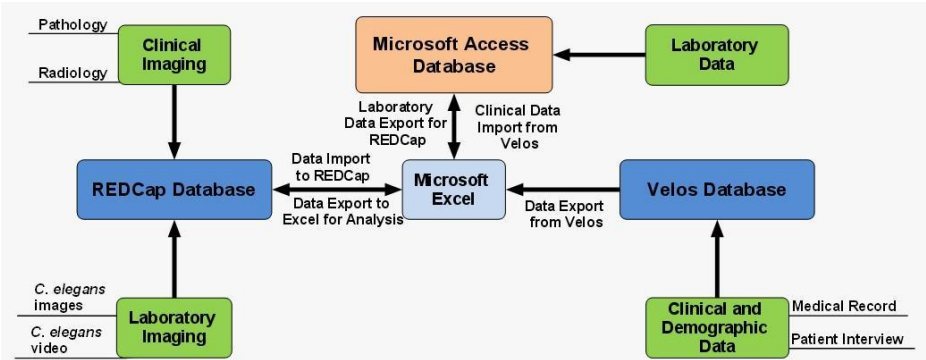 Pathology
Radiology
Clinical
Imaging
Microsoft Access
Database
Laboratory
Data
Laboratory
Data Export for
REDCap
Clinical Data
Import from
Velos
REDCap Database
Data Import
to REDCap
Data Export to
Excel for Analysis
Microsoft
Excel
Data Export
from Velos
Velos Database
C. elegans
images
C. elegans
video
Laboratory
Imaging
Clinical and
Demographic
Data
Medical Record
Patient Interview